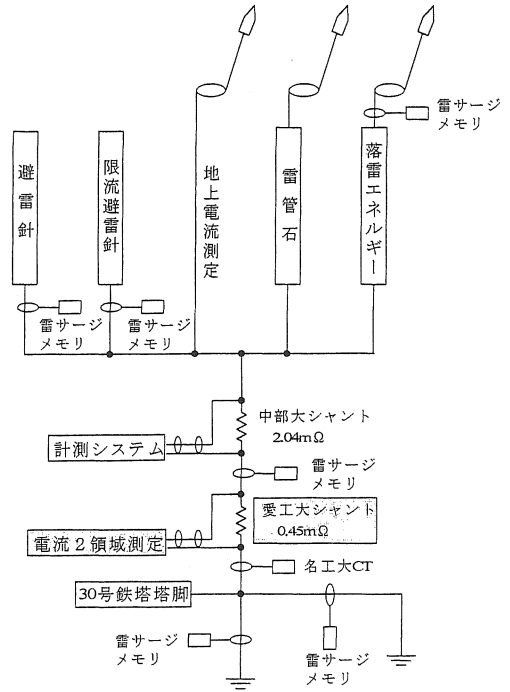 雷サージ
メモリ
避雷針
限流避雷針
地上電流測定
雷管石
落雷エネルギー
雷サージ
メモリ
雷サージ
メモリ
中部大シャント
2.04mΩ
計測システム
雷サージ
メモリ
愛工大シャント
0.45mΩ
電流2領域測定
名工大CT
30号鉄塔塔脚
雷サージ
メモリ
雷サージ
メモリ